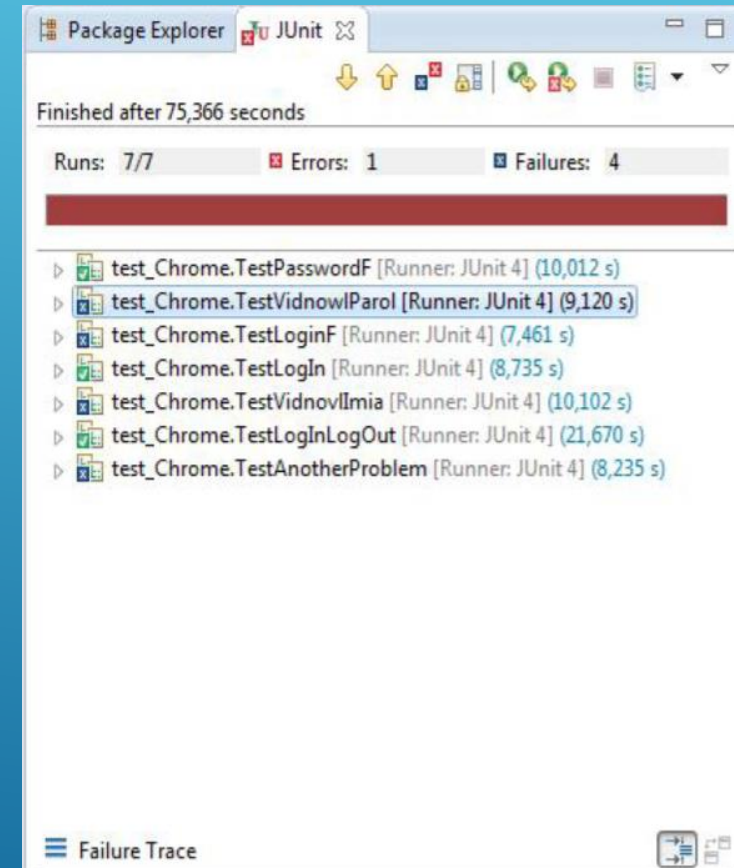 Package Explorer JUnit
Finished after 75,366 seconds
Runs: 7/7 Errors: 1 Failures: 4
test_Chrome.TestPasswordF [Runner: JUnit 4] (10,012 s)
test_Chrome.TestVidnowlParol [Runner: JUnit 4] (9,120 s)
test_Chrome.TestLoginF [Runner: JUnit 4] (7,461 s)
test_Chrome.TestLogIn [Runner: JUnit 4] (8,735 s)
test_Chrome.TestVidnovlImia [Runner: JUnit 4] (10,102 s)
test_Chrome.TestLogInLogOut [Runner: JUnit 4] (21,670 s)
test_Chrome.TestAnotherProblem [Runner: JUnit 4] (8,235 s)
Failure Trace